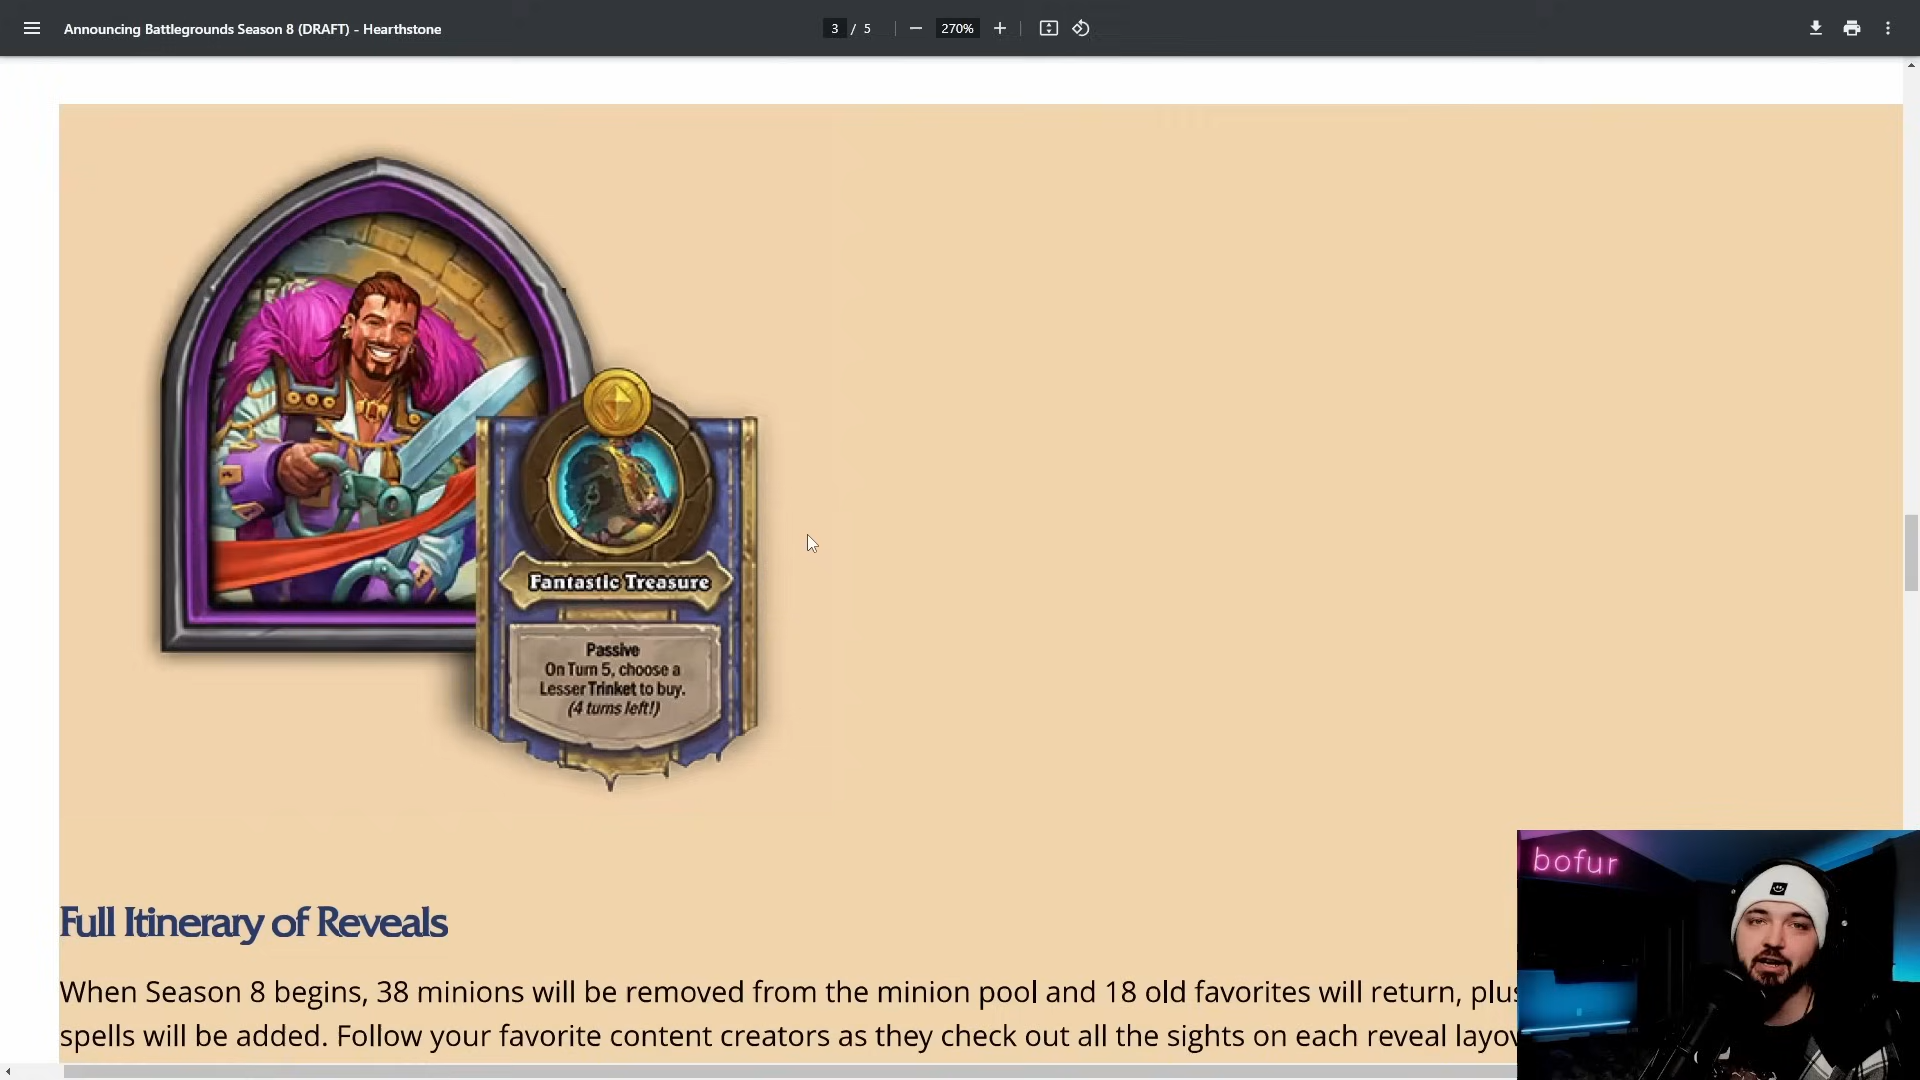 Announcing Battlegrounds Season 8 (DRAFT) - Hearthstone
3 / 5
270%
Fantastic Treasure
Passive
On Turn 5, choose a
Lesser Trinket to buy.
(4 turns left!)
Full Itinerary of Reveals
When Season 8 begins, 38 minions will be removed from the minion pool and 18 old favorites will return, plus
spells will be added. Follow your favorite content creators as they check out all the sights on each reveal layov
bofur